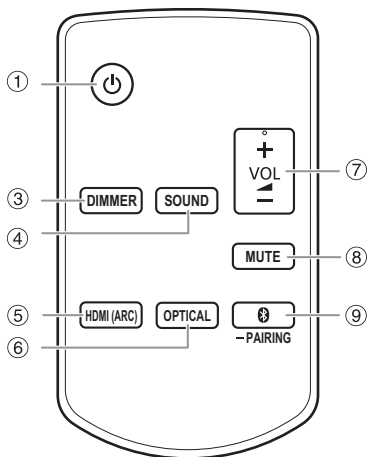 ①
+
VOL
−
⑦
③
DIMMER
SOUND
④
MUTE
⑧
⑤
HDMI (ARC)
OPTICAL
⑨
⑥
−PAIRING